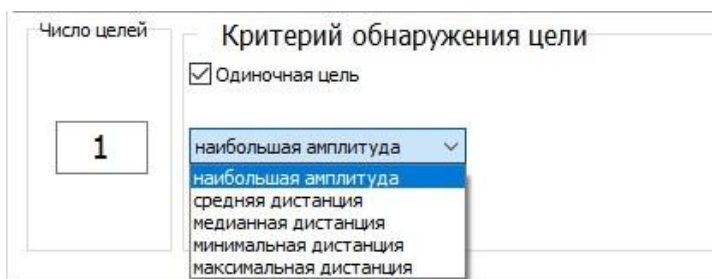 Число целей
Критерий обнаружения цели
Одиночная цель
1
наибольшая амплитуда
наибольшая амплитуда
средняя дистанция
медианная дистанция
минимальная дистанция
максимальная дистанция